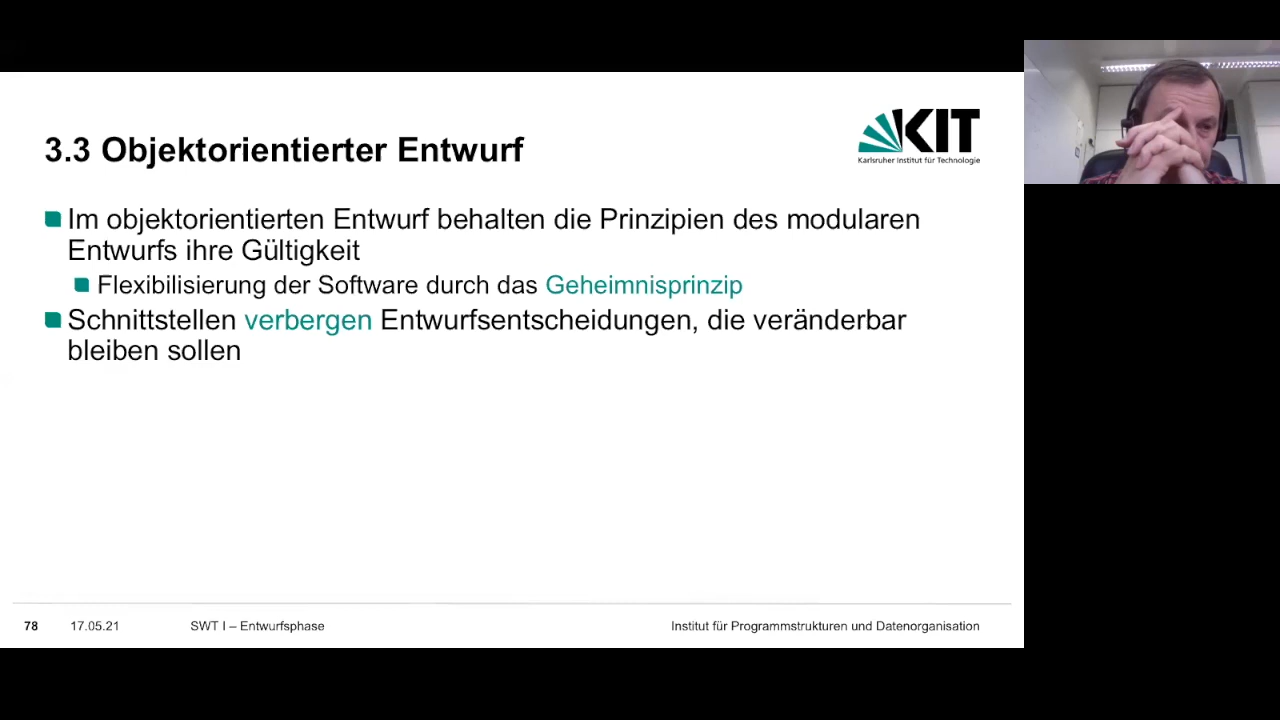 3.3 Objektorientierter Entwurf
KIT
Karlsruher Institut für Technologie
Im objektorientierten Entwurf behalten die Prinzipien des modularen
Entwurfs ihre Gültigkeit
Flexibilisierung der Software durch das Geheimnisprinzip
Schnittstellen verbergen Entwurfsentscheidungen, die veränderbar
bleiben sollen
78 17.05.21 SWT I – Entwurfsphase Institut für Programmstrukturen und Datenorganisation